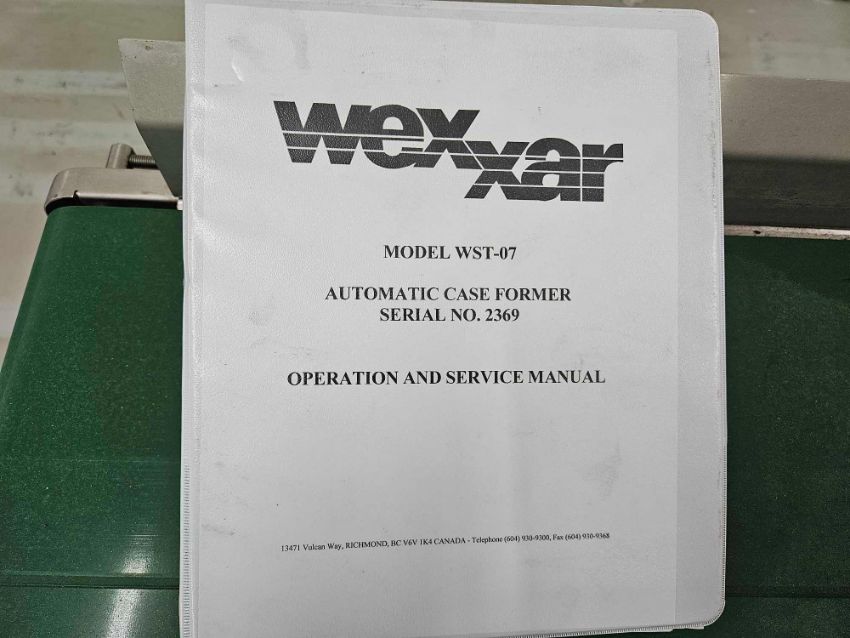 wexxar
MODEL WST-07
AUTOMATIC CASE FORMER
SERIAL NO. 2369
OPERATION AND SERVICE MANUAL
13471 Vulcan Way, RICHMOND, BC V6V 1K4 CANADA - Telephone (604) 930-9300, Fax (604) 930-9368